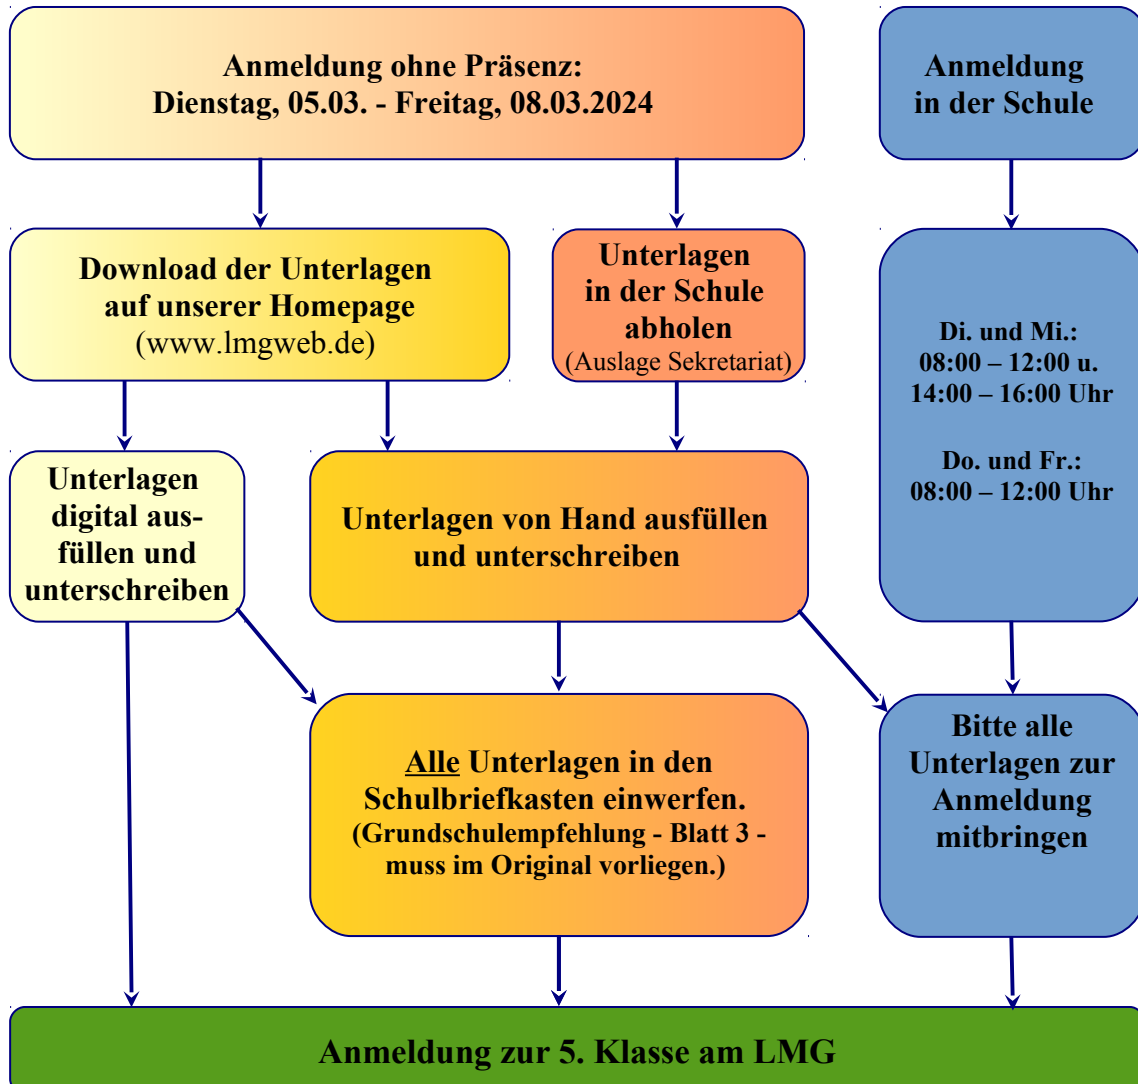 Anmeldung ohne Präsenz:
Dienstag, 05.03. - Freitag, 08.03.2024
Anmeldung
in der Schule
Download der Unterlagen
auf unserer Homepage
(www.lmgweb.de)
Unterlagen
in der Schule
abholen
(Auslage Sekretariat)
Di. und Mi.:
08:00 – 12:00 u.
14:00 – 16:00 Uhr
Do. und Fr.:
08:00 – 12:00 Uhr
Unterlagen
digital aus-
füllen und
unterschreiben
Unterlagen von Hand ausfüllen
und unterschreiben
Alle Unterlagen in den
Schulbriefkasten einwerfen.
(Grundschulempfehlung - Blatt 3 -
muss im Original vorliegen.)
Bitte alle
Unterlagen zur
Anmeldung
mitbringen
Anmeldung zur 5. Klasse am LMG